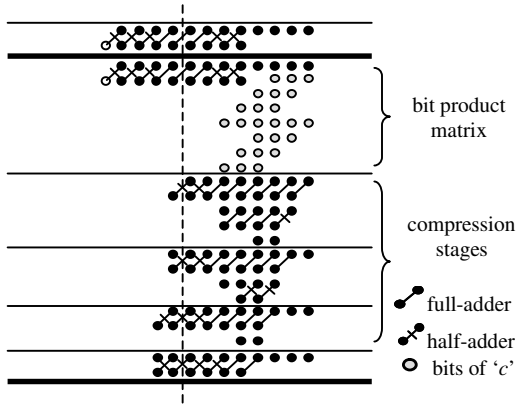 bit product
matrix
compression
stages
full-adder
half-adder
bits of ‘c’